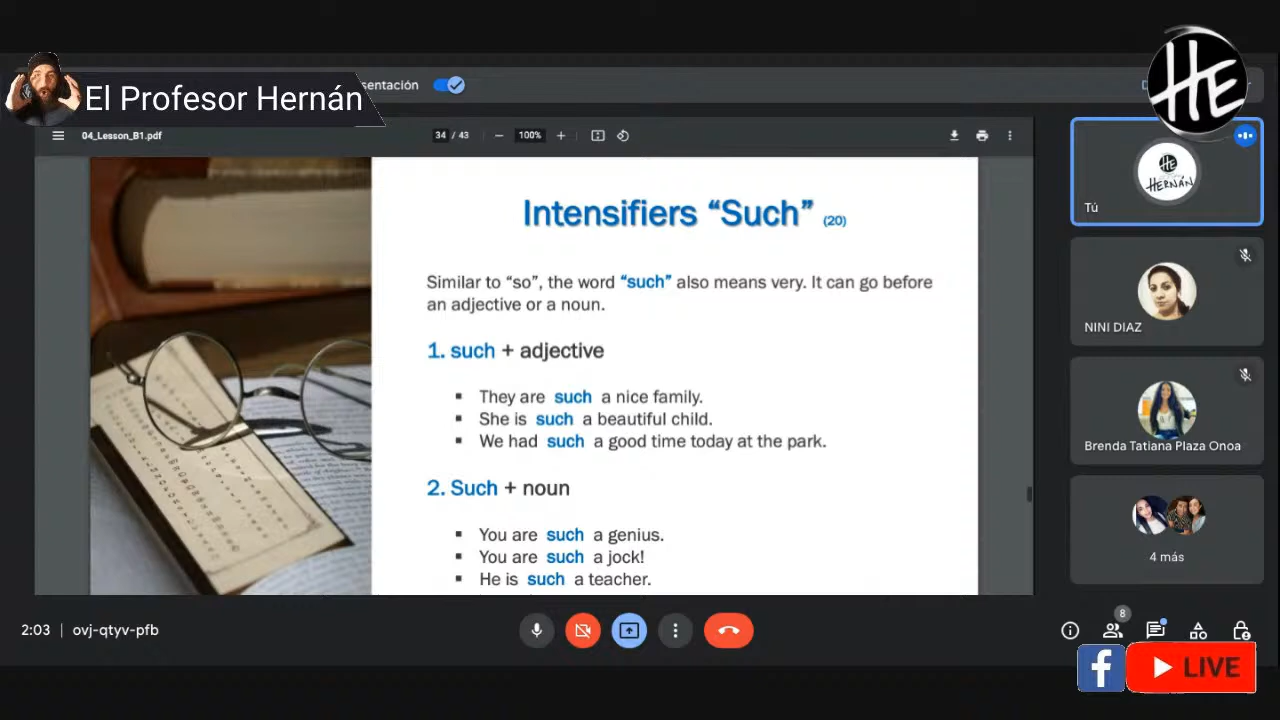 El Profesor Hernán
sentación
HE
04_Lesson_B1.pdf
34 / 43
100%
Intensifiers “Such” (20)
Similar to “so”, the word “such” also means very. It can go before
an adjective or a noun.
1. such + adjective
▪ They are such a nice family.
▪ She is such a beautiful child.
▪ We had such a good time today at the park.
2. Such + noun
▪ You are such a genius.
▪ You are such a jock!
▪ He is such a teacher.
HE
HERNÁN
Tú
NINI DIAZ
Brenda Tatiana Plaza Onoa
4 más
2:03 | ovj-qtyv-pfb
8
f
LIVE